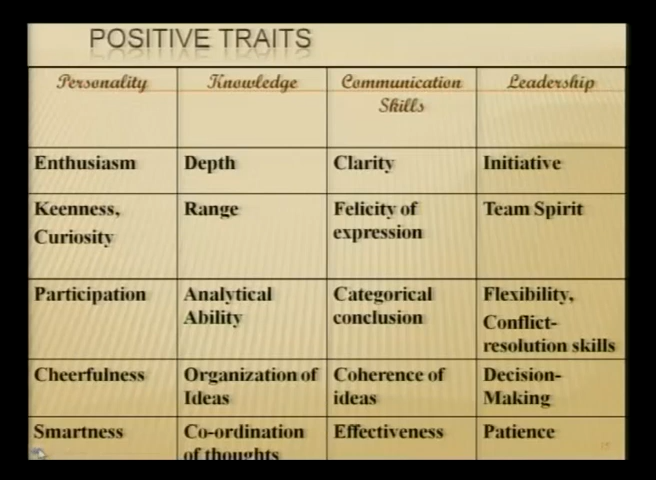 POSITIVE TRAITS
Personality Knowledge Communication Skills Leadership
Enthusiasm Depth Clarity Initiative
Keenness, Curiosity Range Felicity of expression Team Spirit
Participation Analytical Ability Categorical conclusion Flexibility, Conflict-resolution skills
Cheerfulness Organization of Ideas Coherence of ideas Decision-Making
Smartness Co-ordination of thoughts Effectiveness Patience